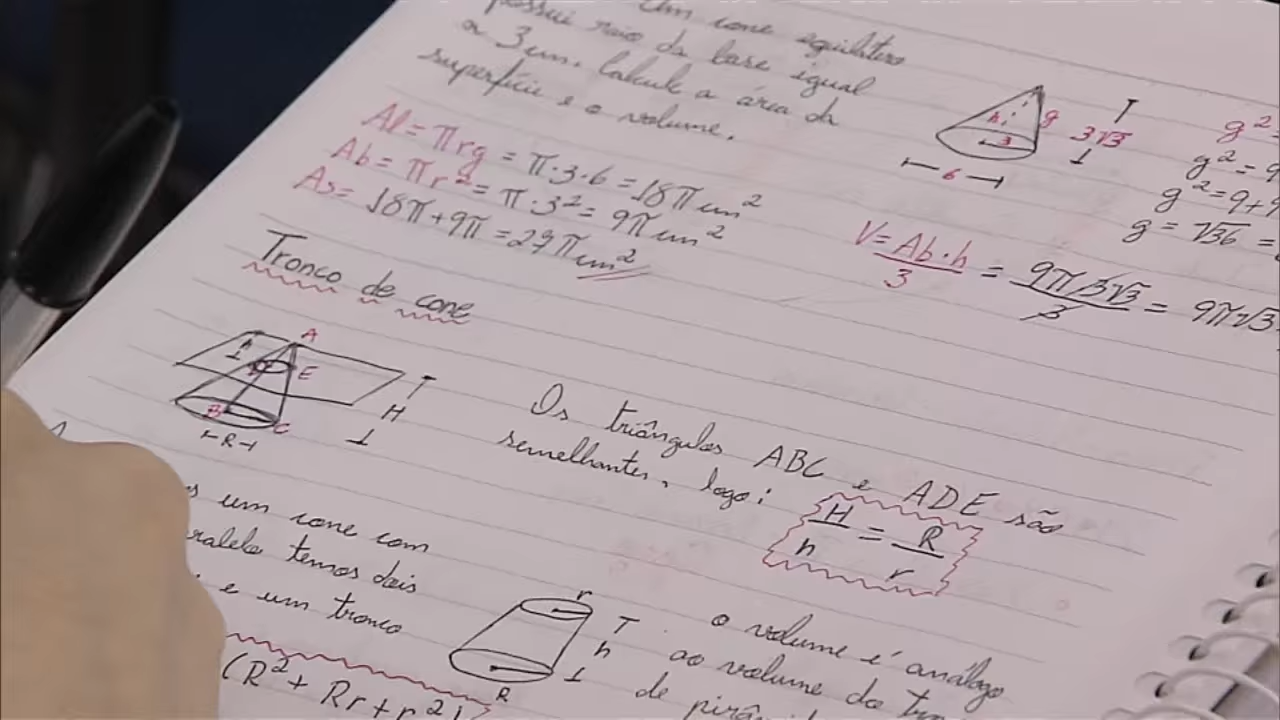 Um cone equilátero
possui raio da base igual
a 3 cm. Calcule a área da
superfície e o volume.
h
g
3
3√3
6
g² =
g² = 9
g² = 9+
g = √36 =
Al = πrg = π·3·6 = 18π cm²
Ab = πr² = π·3² = 9π cm²
As = 18π + 9π = 27π cm²
V = Ab·h / 3 = 9π 3√3 / 3 = 9π√3
Tronco de cone
A
D
E
B
C
H
R
Os triângulos ABC e ADE são
semelhantes, logo:
H/h = R/r
um cone com
temos dois
e um tronco
r
h
R
o volume é análogo
ao volume do
de
(R² + Rr + r²)